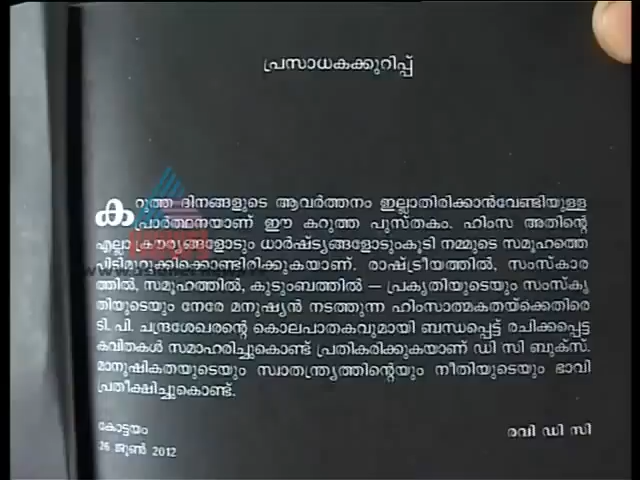 പ്രസാധകക്കുറിപ്പ്
കറുത്ത ദിനങ്ങളുടെ ആവർത്തനം ഇല്ലാതിരിക്കാൻവേണ്ടിയുള്ള
പ്രാർത്ഥനയാണ് ഈ കറുത്ത പുസ്തകം. ഹിംസ അതിന്റെ
എല്ലാ ക്രൗര്യങ്ങളോടും ധാർഷ്ട്യങ്ങളോടുംകൂടി നമ്മുടെ സമൂഹത്തെ
പിടിമുറുക്കിക്കൊണ്ടിരിക്കുകയാണ്. രാഷ്ട്രീയത്തിൽ, സംസ്കാര
ത്തിൽ, സമൂഹത്തിൽ, കുടുംബത്തിൽ — പ്രകൃതിയുടെയും സംസ്കൃ
തിയുടെയും നേരേ മനുഷ്യൻ നടത്തുന്ന ഹിംസാത്മകതയ്ക്കെതിരെ
ടി. പി. ചന്ദ്രശേഖരന്റെ കൊലപാതകവുമായി ബന്ധപ്പെട്ട് രചിക്കപ്പെട്ട
കവിതകൾ സമാഹരിച്ചുകൊണ്ട് പ്രതികരിക്കുകയാണ് ഡി സി ബുക്സ്.
മാനുഷികതയുടെയും സ്വാതന്ത്ര്യത്തിന്റെയും നീതിയുടെയും ഭാവി
പ്രതീക്ഷിച്ചുകൊണ്ട്.
കോട്ടയം രവി ഡി സി
26 ജൂൺ 2012